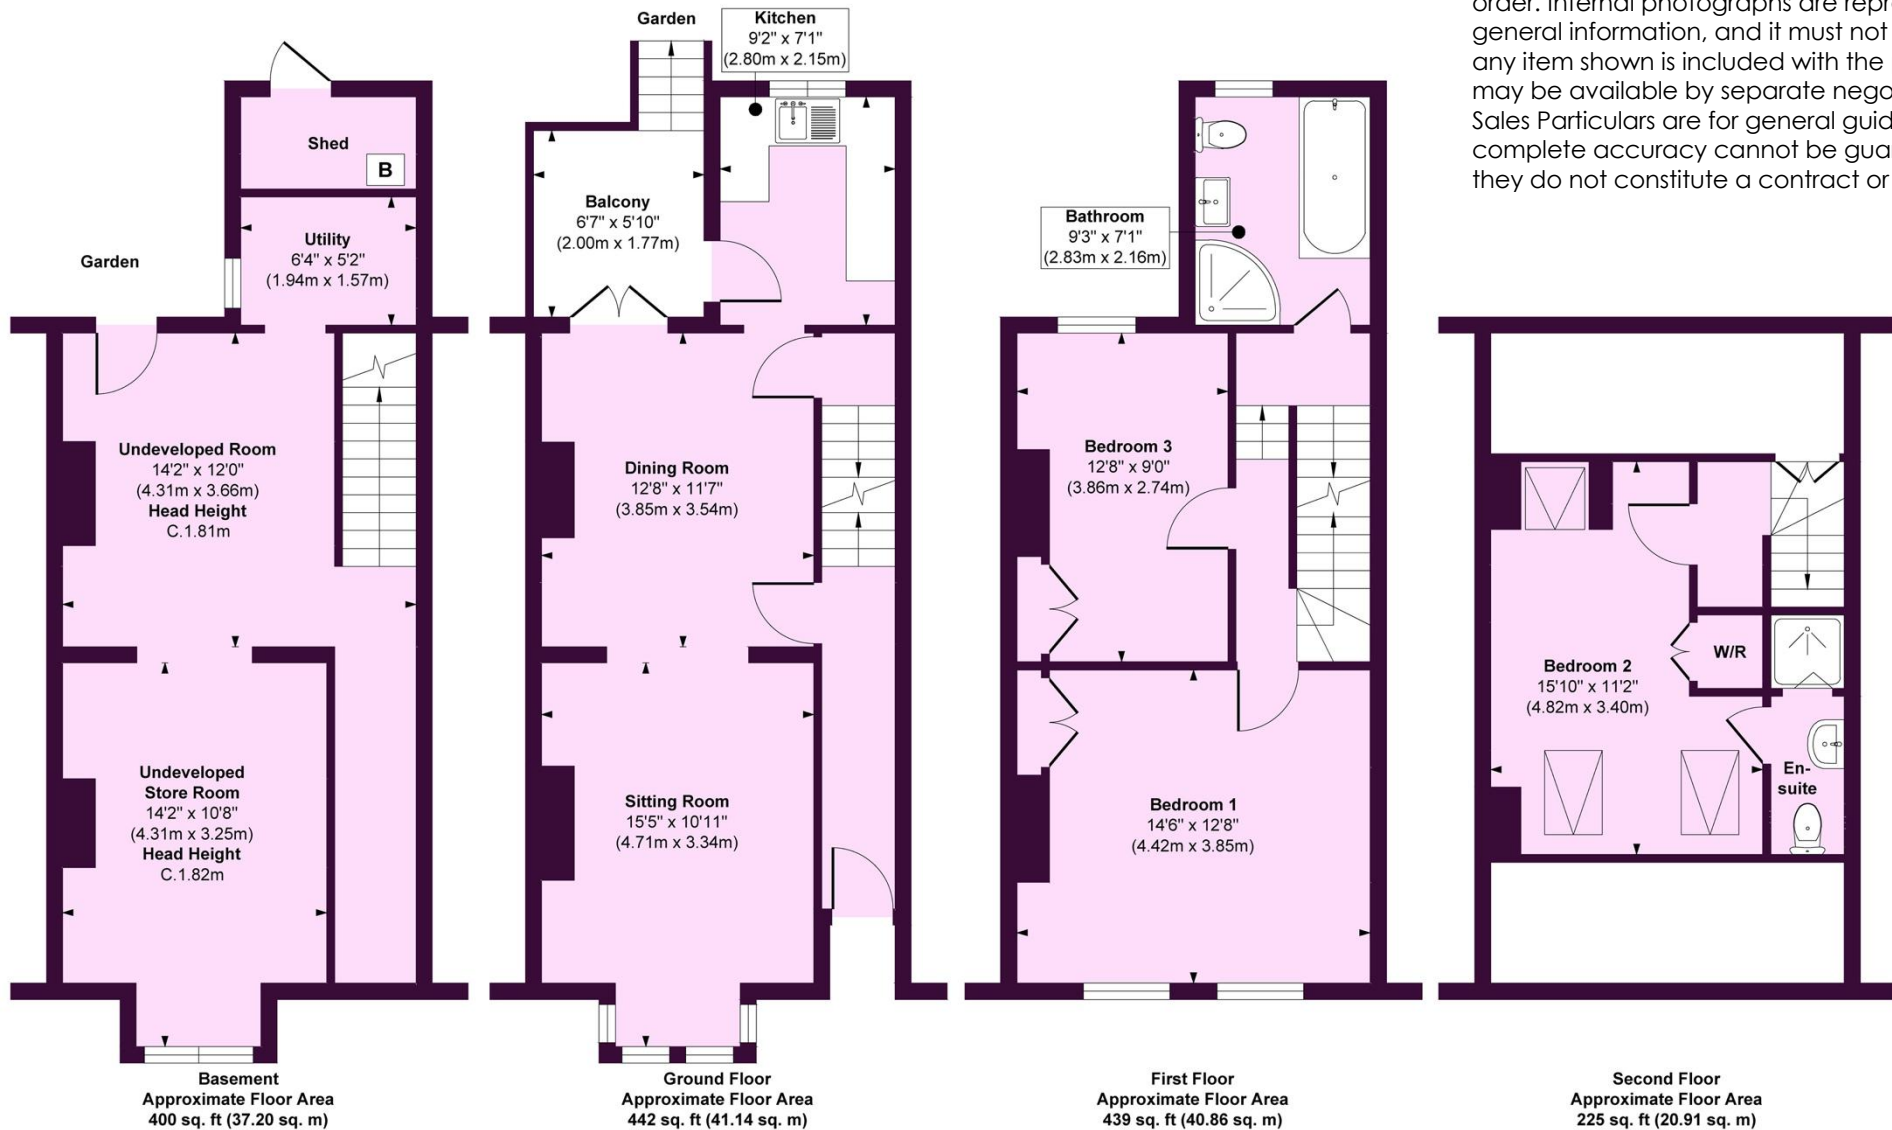 order. Internal photographs are repr
general information, and it must not
any item shown is included with the
may be available by separate nego
Sales Particulars are for general guid
complete accuracy cannot be gua
they do not constitute a contract or
Shed
B
Utility
6'4" x 5'2"
(1.94m x 1.57m)
Garden
Undeveloped Room
14'2" x 12'0"
(4.31m x 3.66m)
Head Height
C.1.81m
Undeveloped
Store Room
14'2" x 10'8"
(4.31m x 3.25m)
Head Height
C.1.82m
Basement
Approximate Floor Area
400 sq. ft (37.20 sq. m)
Garden
Kitchen
9'2" x 7'1"
(2.80m x 2.15m)
Balcony
6'7" x 5'10"
(2.00m x 1.77m)
Dining Room
12'8" x 11'7"
(3.85m x 3.54m)
Sitting Room
15'5" x 10'11"
(4.71m x 3.34m)
Ground Floor
Approximate Floor Area
442 sq. ft (41.14 sq. m)
Bathroom
9'3" x 7'1"
(2.83m x 2.16m)
Bedroom 3
12'8" x 9'0"
(3.86m x 2.74m)
Bedroom 1
14'6" x 12'8"
(4.42m x 3.85m)
First Floor
Approximate Floor Area
439 sq. ft (40.86 sq. m)
Bedroom 2
15'10" x 11'2"
(4.82m x 3.40m)
W/R
En-
suite
Second Floor
Approximate Floor Area
225 sq. ft (20.91 sq. m)